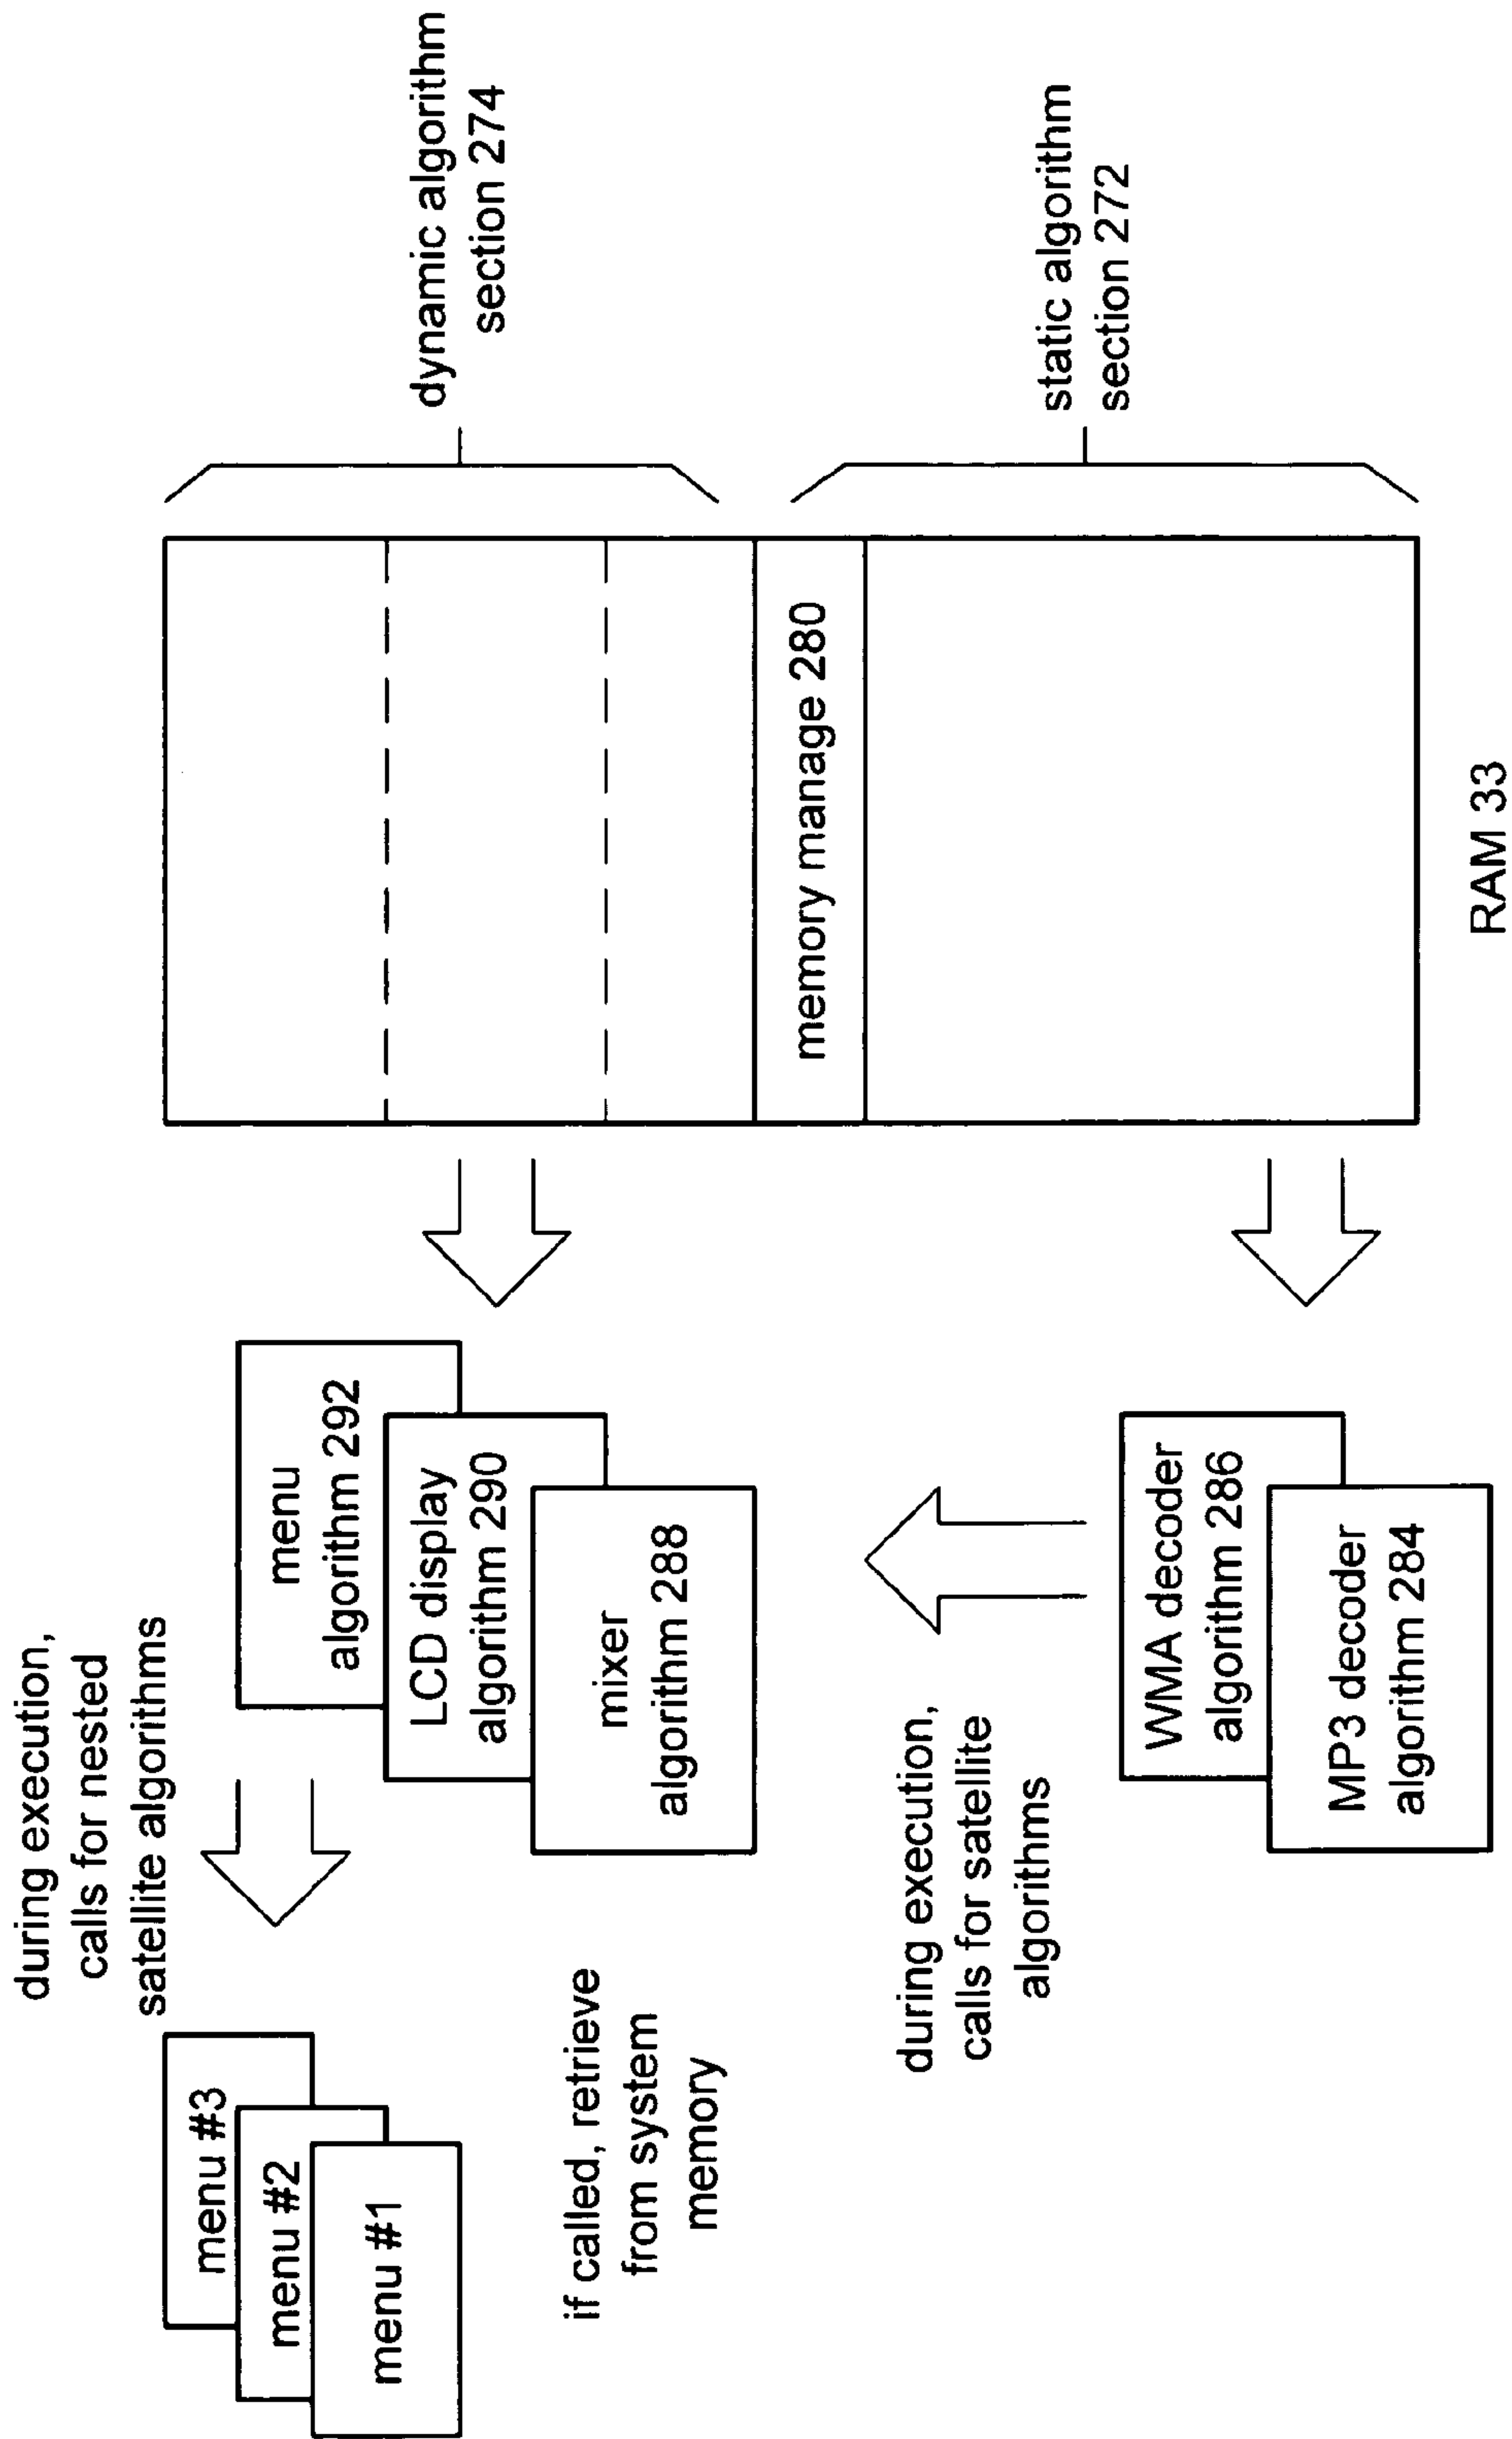 during execution,
calls for nested
satellite algorithms
menu #3
menu #2
menu #1
menu
algorithm 292
LCD display
algorithm 290
mixer
algorithm 288
if called, retrieve
from system
memory
during execution,
calls for satellite
algorithms
WMA decoder
algorithm 286
MP3 decoder
algorithm 284
dynamic algorithm
section 274
memory manage 280
static algorithm
section 272
RAM 33